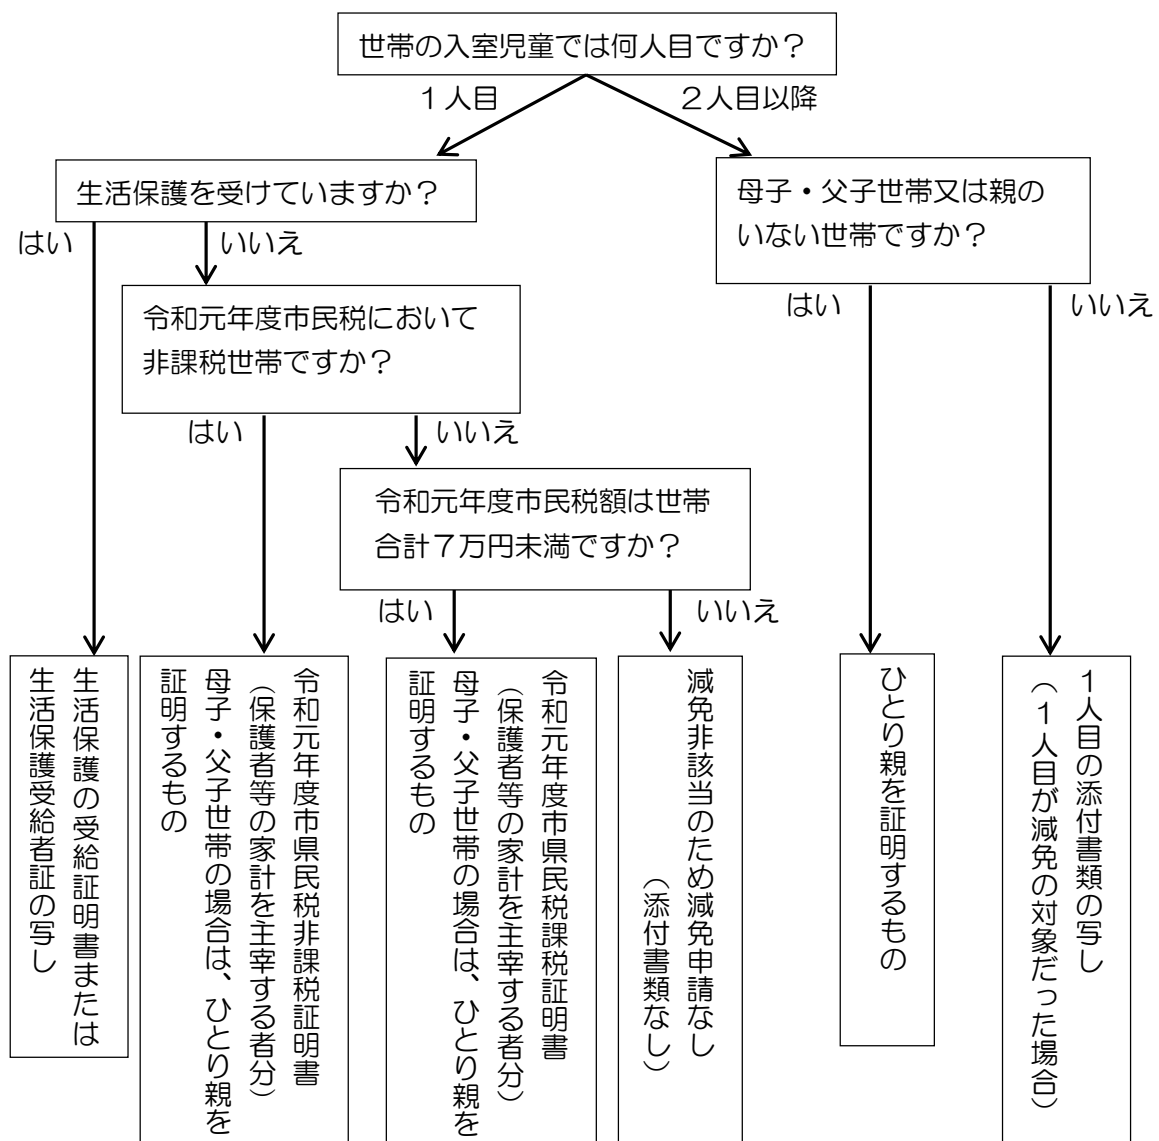 世帯の入室児童では何人目ですか？
１人目
２人目以降
生活保護を受けていますか？
母子・父子世帯又は親の
いない世帯ですか？
はい
いいえ
はい
いいえ
令和元年度市民税において
非課税世帯ですか？
はい
いいえ
令和元年度市民税額は世帯
合計７万円未満ですか？
はい
いいえ
生活保護の受給証明書または
生活保護受給者証の写し
令和元年度市県民税非課税証明書
（保護者等の家計を主宰する者分）
母子・父子世帯の場合は、ひとり親を
証明するもの
令和元年度市県民税課税証明書
（保護者等の家計を主宰する者分）
母子・父子世帯の場合は、ひとり親を
証明するもの
減免非該当のため減免申請なし
（添付書類なし）
ひとり親を証明するもの
１人目の添付書類の写し
（１人目が減免の対象だった場合）